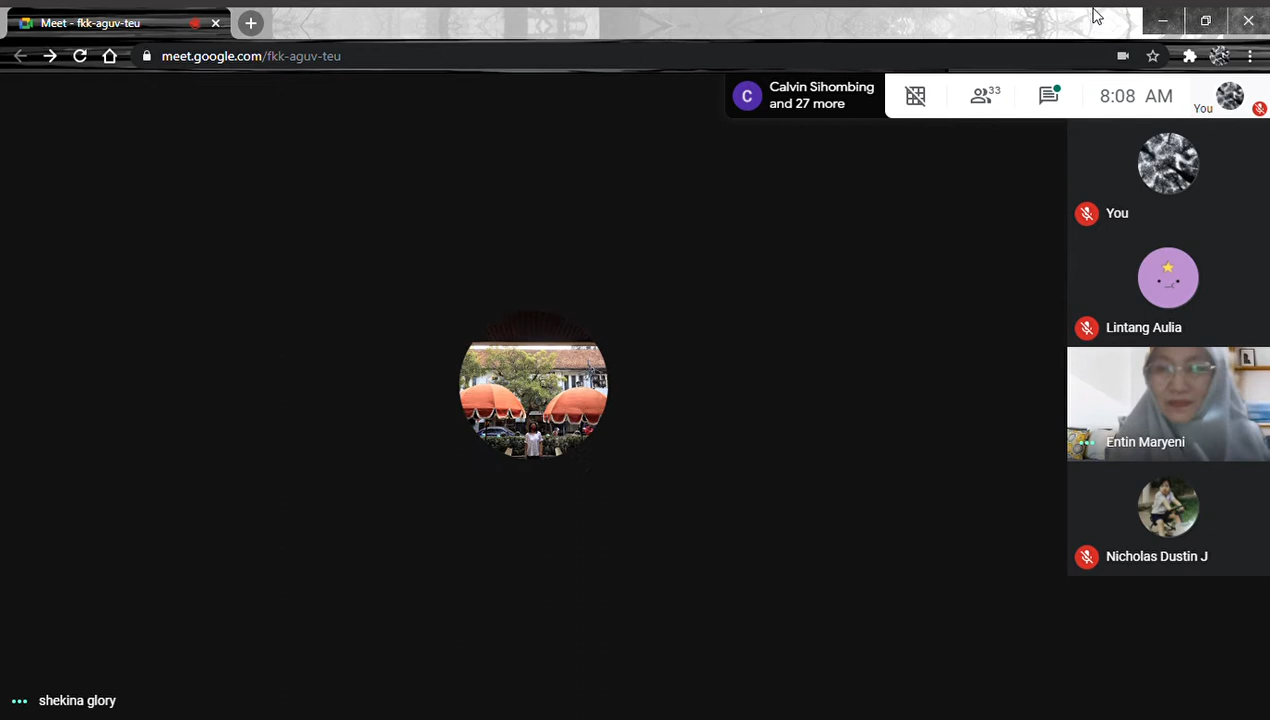 Meet - fkk-aguv-teu
meet.google.com/fkk-aguv-teu
Calvin Sihombing
and 27 more
C
33
8:08 AM
You
You
Lintang Aulia
Entin Maryeni
Nicholas Dustin J
shekina glory